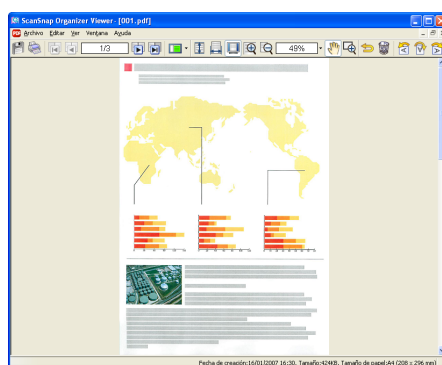 ScanSnap Organizer Viewer - [001.pdf]
Archivo Editar Ver Ventana Ayuda
1/3
49%
Fecha de creación:16/01/2007 16:30, Tamaño:424KB, Tamaño de papel:A4 (208 x 296 mm)